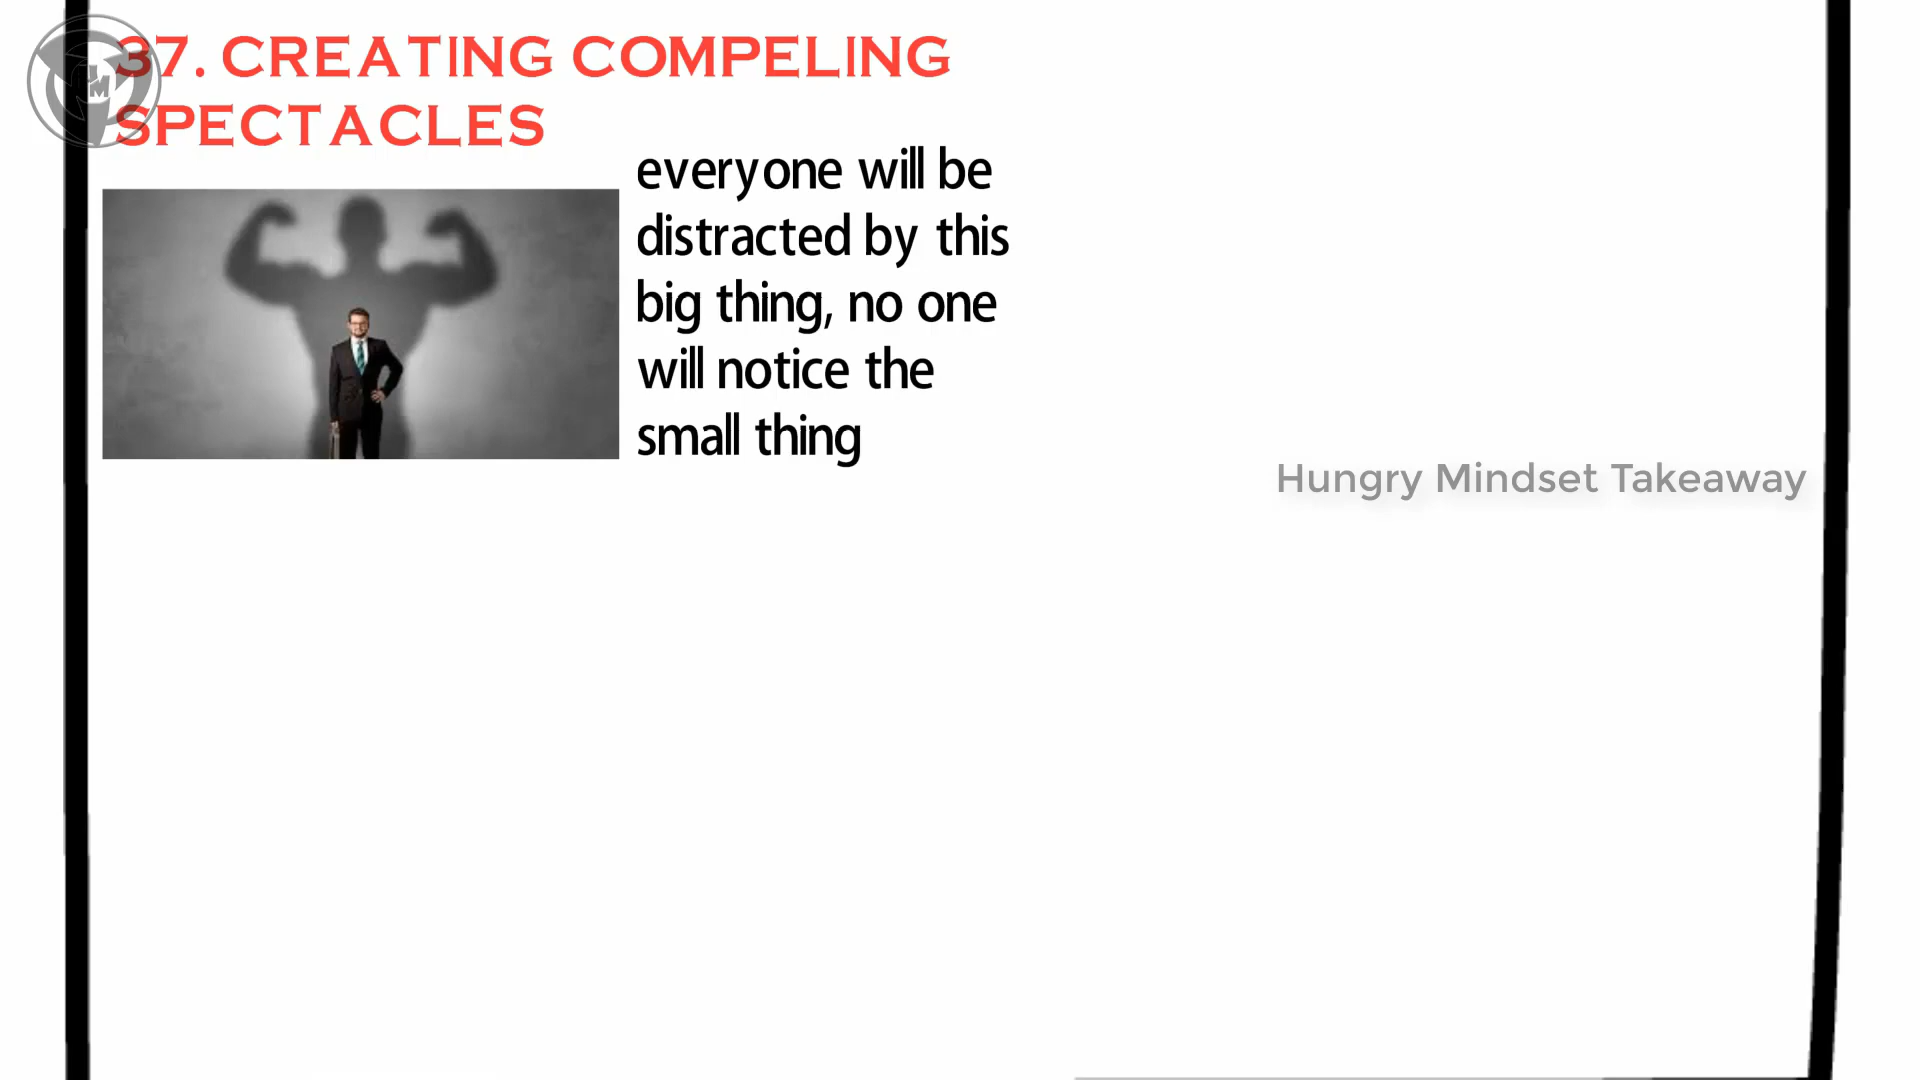 37. CREATING COMPELING
SPECTACLES
everyone will be
distracted by this
big thing, no one
will notice the
small thing
Hungry Mindset Takeaway